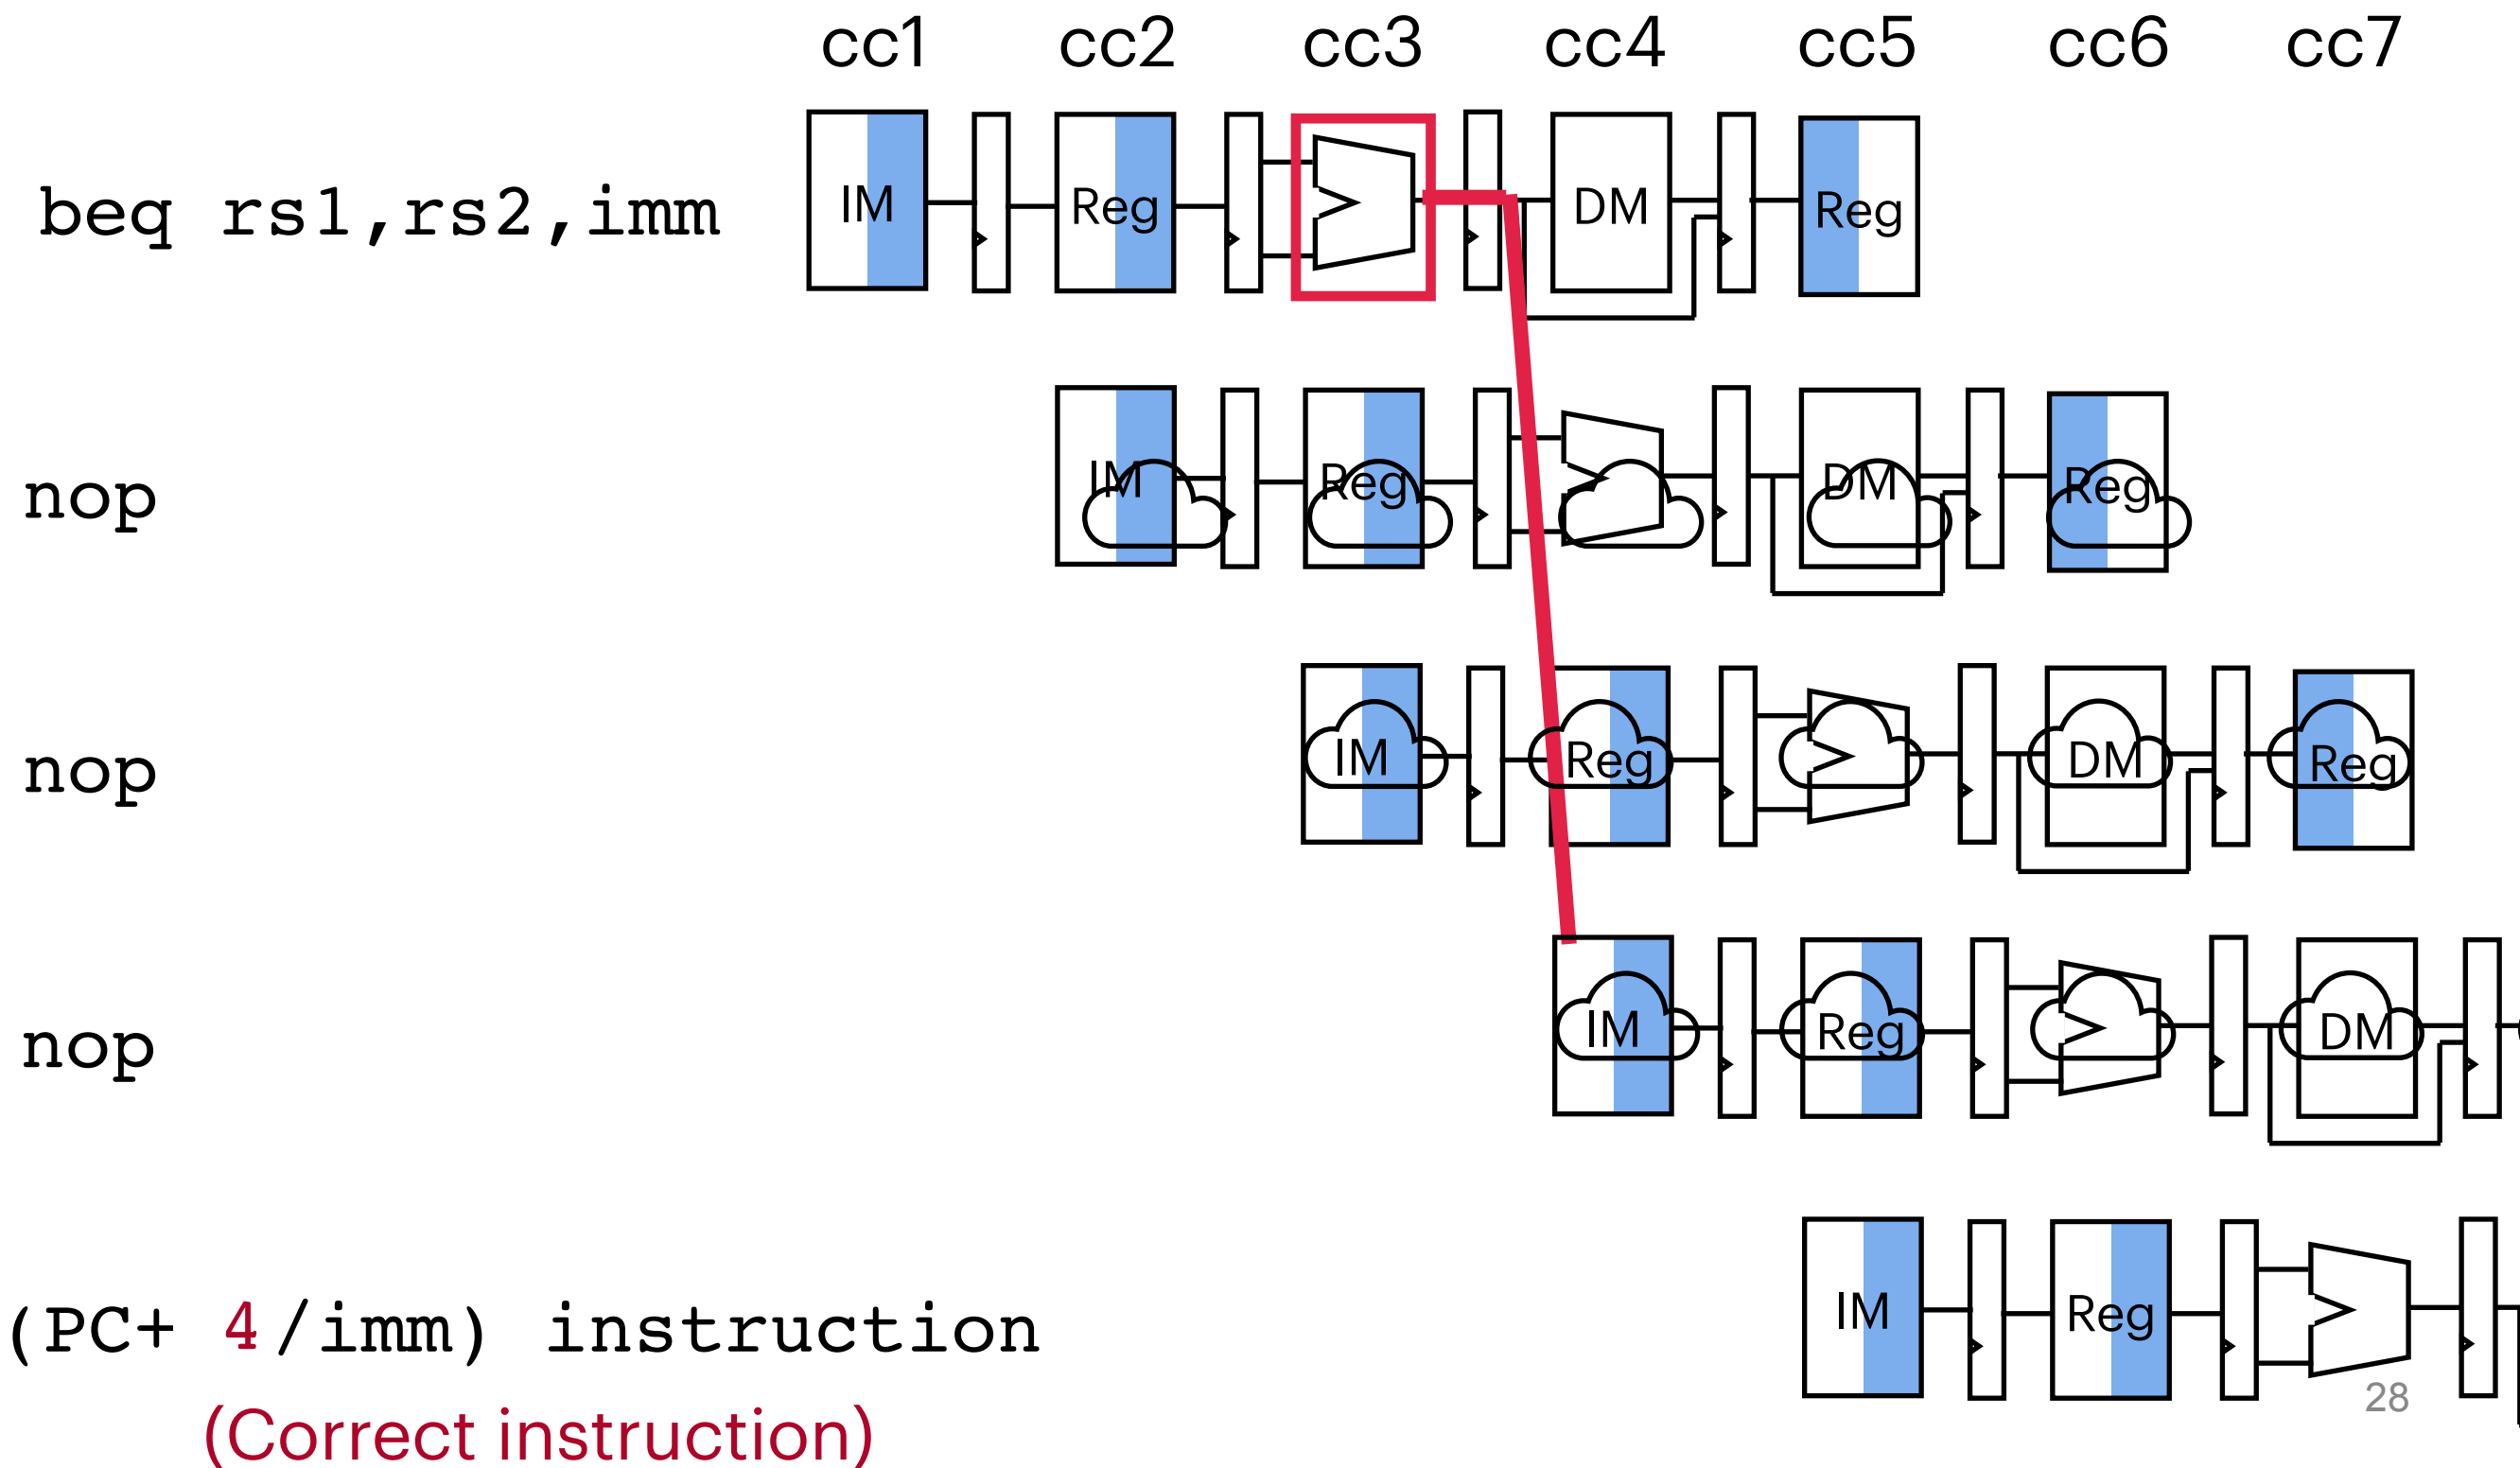 cc1 cc2 cc3 cc4 cc5 cc6 cc7
beq rs1,rs2,imm IM Reg DM Reg
nop IM Reg DM Reg
nop IM Reg DM Reg
nop IM Reg DM
(PC+ 4/imm) instruction IM Reg
(Correct instruction)
28